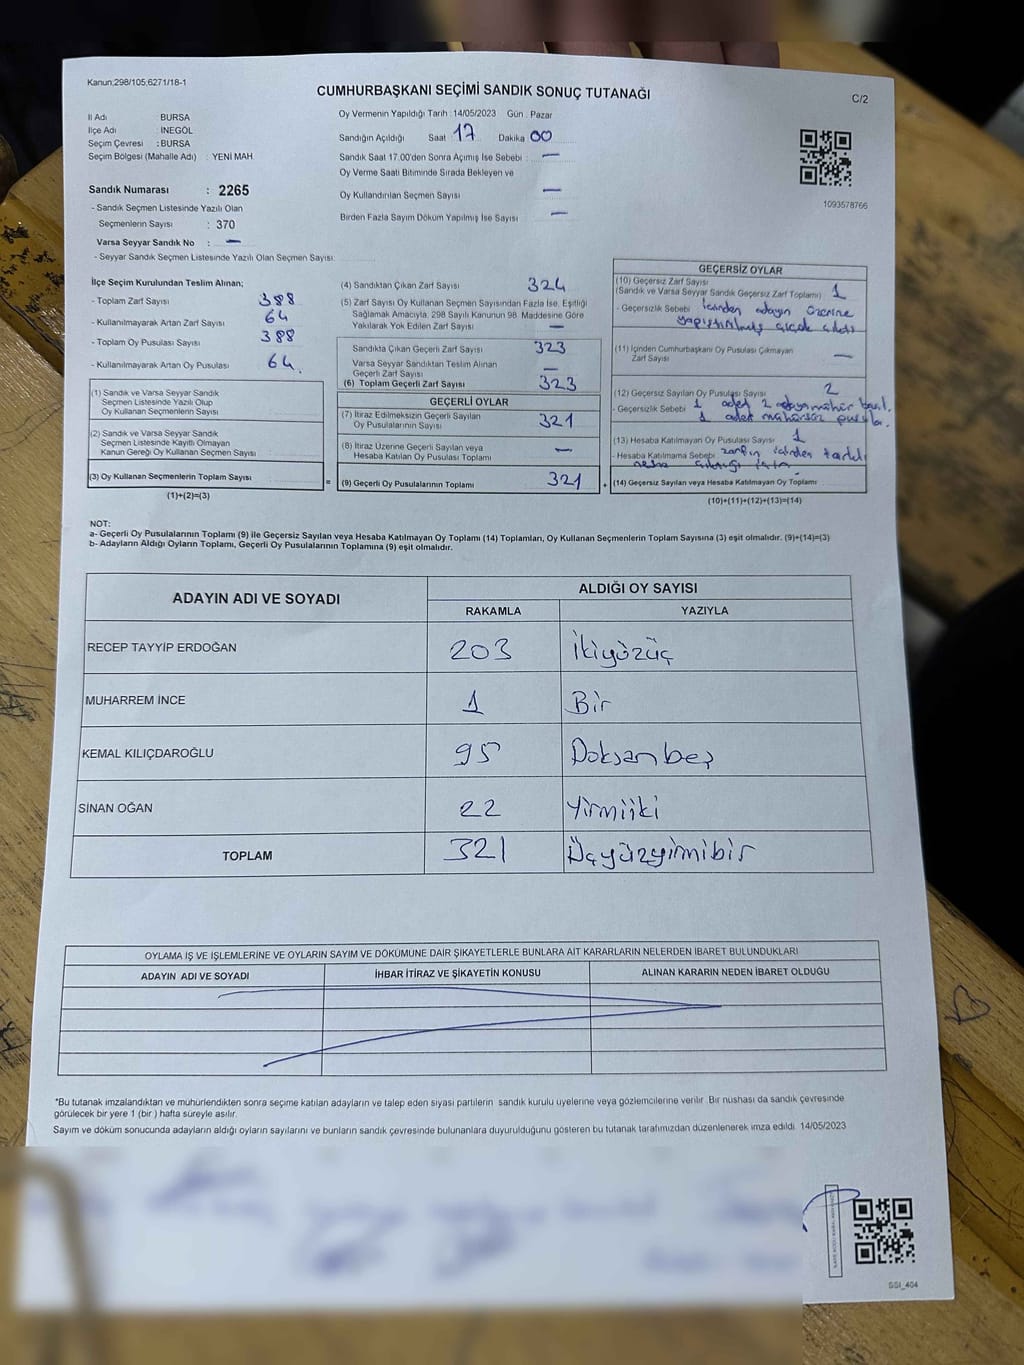 Kanun;298/105;6271/18-1
CUMHURBAŞKANI SEÇİMİ SANDIK SONUÇ TUTANAĞI
C/2
İl Adı BURSA
İlçe Adı : İNEGÖL
Seçim Çevresi : BURSA
Seçim Bölgesi (Mahalle Adı) : YENİ MAH.
Sandık Numarası : 2265
- Sandık Seçmen Listesinde Yazılı Olan
Seçmenlerin Sayısı : 370
Varsa Seyyar Sandık No : —
- Seyyar Sandık Seçmen Listesinde Yazılı Olan Seçmen Sayısı:
Oy Vermenin Yapıldığı Tarih : 14/05/2023 Gün : Pazar
Sandığın Açıldığı Saat 17 Dakika 00
Sandık Saat 17.00'den Sonra Açılmış İse Sebebi : —
Oy Verme Saati Bitiminde Sırada Bekleyen ve
Oy Kullandırılan Seçmen Sayısı —
Birden Fazla Sayım Döküm Yapılmış İse Sayısı —
1093578766
İlçe Seçim Kurulundan Teslim Alınan;
- Toplam Zarf Sayısı 388
- Kullanılmayarak Artan Zarf Sayısı 64
- Toplam Oy Pusulası Sayısı 388
- Kullanılmayarak Artan Oy Pusulası 64.
(1) Sandık ve Varsa Seyyar Sandık
Seçmen Listesinde Yazılı Olup
Oy Kullanan Seçmenlerin Sayısı
(2) Sandık ve Varsa Seyyar Sandık
Seçmen Listesinde Kayıtlı Olmayan
Kanun Gereği Oy Kullanan Seçmen Sayısı
(3) Oy Kullanan Seçmenlerin Toplam Sayısı
(1)+(2)=(3)
(4) Sandıktan Çıkan Zarf Sayısı 324
(5) Zarf Sayısı Oy Kullanan Seçmen Sayısından Fazla İse, Eşitliği
Sağlamak Amacıyla, 298 Sayılı Kanunun 98. Maddesine Göre
Yakılarak Yok Edilen Zarf Sayısı —
Sandıkta Çıkan Geçerli Zarf Sayısı 323
Varsa Seyyar Sandıktan Teslim Alınan
Geçerli Zarf Sayısı —
(6) Toplam Geçerli Zarf Sayısı 323
GEÇERLİ OYLAR
(7) İtiraz Edilmeksizin Geçerli Sayılan
Oy Pusulalarının Sayısı 321
(8) İtiraz Üzerine Geçerli Sayılan ve
Hesaba Katılan Oy Pusulası Toplamı —
= (9) Geçerli Oy Pusulalarının Toplamı 321 +
GEÇERSİZ OYLAR
(10) Geçersiz Zarf Sayısı
(Sandık ve Varsa Seyyar Sandık Geçersiz Zarf Toplamı) 1
- Geçersizlik Sebebi İçinden adayın üzerine
yapıştırılmış çiçek çıktı
(11) İçinden Cumhurbaşkanı Oy Pusulası Çıkmayan
Zarf Sayısı —
(12) Geçersiz Sayılan Oy Pusulası Sayısı 2
- Geçersizlik Sebebi 1 adet 2 adaya mühür bas.
1 adet mühürsüz pusula.
(13) Hesaba Katılmayan Oy Pusulası Sayısı 1
- Hesaba Katılmama Sebebi zarfın içinden farklı
çıktığı için
(14) Geçersiz Sayılan veya Hesaba Katılmayan Oy Toplamı
(10)+(11)+(12)+(13)=(14)
NOT:
a- Geçerli Oy Pusulalarının Toplamı (9) ile Geçersiz Sayılan veya Hesaba Katılmayan Oy Toplamı (14) Toplamları, Oy Kullanan Seçmenlerin Toplam Sayısına (3) eşit olmalıdır. (9)+(14)=(3)
b- Adayların Aldığı Oyların Toplamı, Geçerli Oy Pusulalarının Toplamına (9) eşit olmalıdır.
ADAYIN ADI VE SOYADI
ALDIĞI OY SAYISI
RAKAMLA YAZIYLA
RECEP TAYYİP ERDOĞAN 203 İkiyüzüç
MUHARREM İNCE 1 Bir
KEMAL KILIÇDAROĞLU 95 Doksanbeş
SİNAN OĞAN 22 Yirmiiki
TOPLAM 321 Üçyüzyirmibir
OYLAMA İŞ VE İŞLEMLERİNE VE OYLARIN SAYIM VE DÖKÜMÜNE DAİR ŞİKAYETLERLE BUNLARA AİT KARARLARIN NELERDEN İBARET BULUNDUKLARI
ADAYIN ADI VE SOYADI İHBAR İTİRAZ VE ŞİKAYETİN KONUSU ALINAN KARARIN NEDEN İBARET OLDUĞU
*Bu tutanak imzalandıktan ve mühürlendikten sonra seçime katılan adayların ve talep eden siyasi partilerin sandık kurulu üyelerine veya gözlemcilerine verilir. Bir nüshası da sandık çevresinde
görülecek bir yere 1 (bir ) hafta süreyle asılır.
Sayım ve döküm sonucunda adayların aldığı oyların sayılarını ve bunların sandık çevresinde bulunanlara duyurulduğunu gösteren bu tutanak tarafımızdan düzenlenerek imza edildi. 14/05/2023
SSI_404